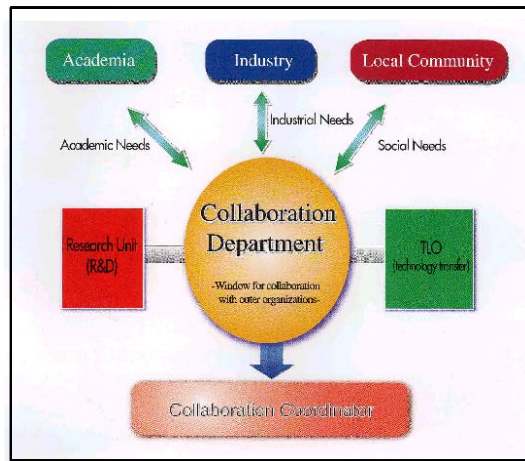 Academia
Industry
Local Community
Academic Needs
Industrial Needs
Social Needs
Collaboration
Department
-Window for collaboration
with outer organizations-
Research Unit
(R&D)
TLO
(technology transfer)
Collaboration Coordinator